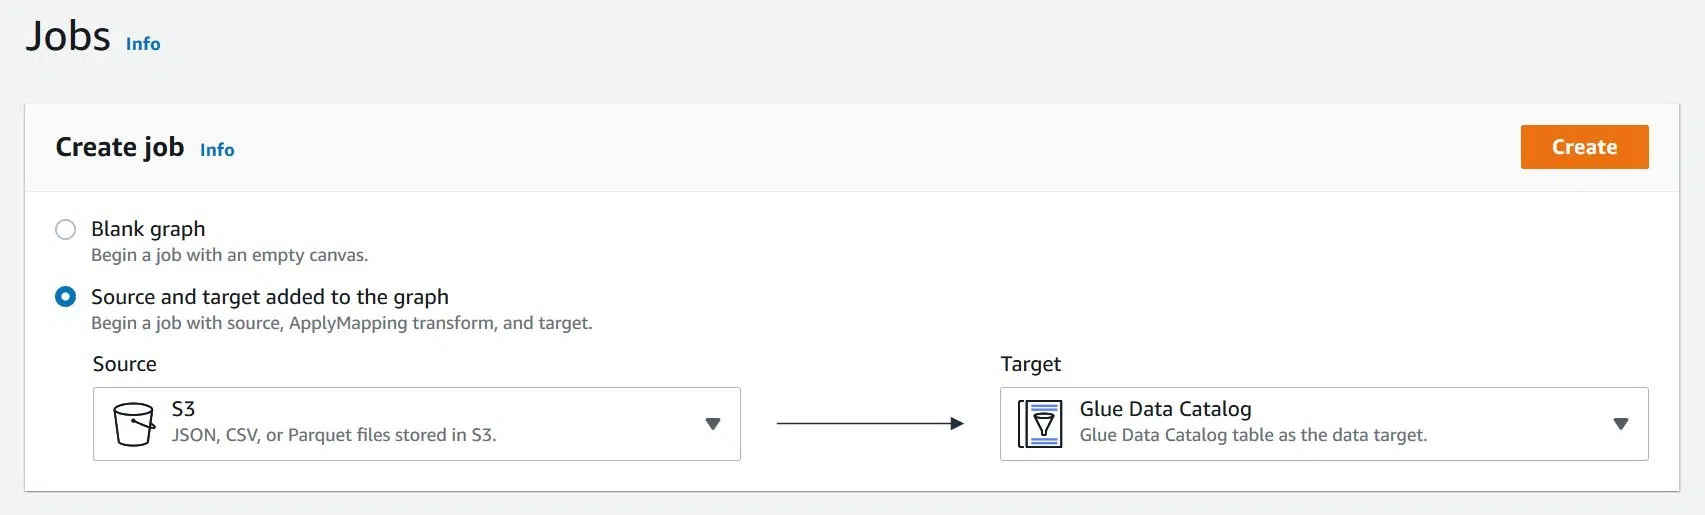 Jobs Info
Create job Info
Create
Blank graph
Begin a job with an empty canvas.
Source and target added to the graph
Begin a job with source, ApplyMapping transform, and target.
Source
Target
S3
JSON, CSV, or Parquet files stored in S3.
Glue Data Catalog
Glue Data Catalog table as the data target.